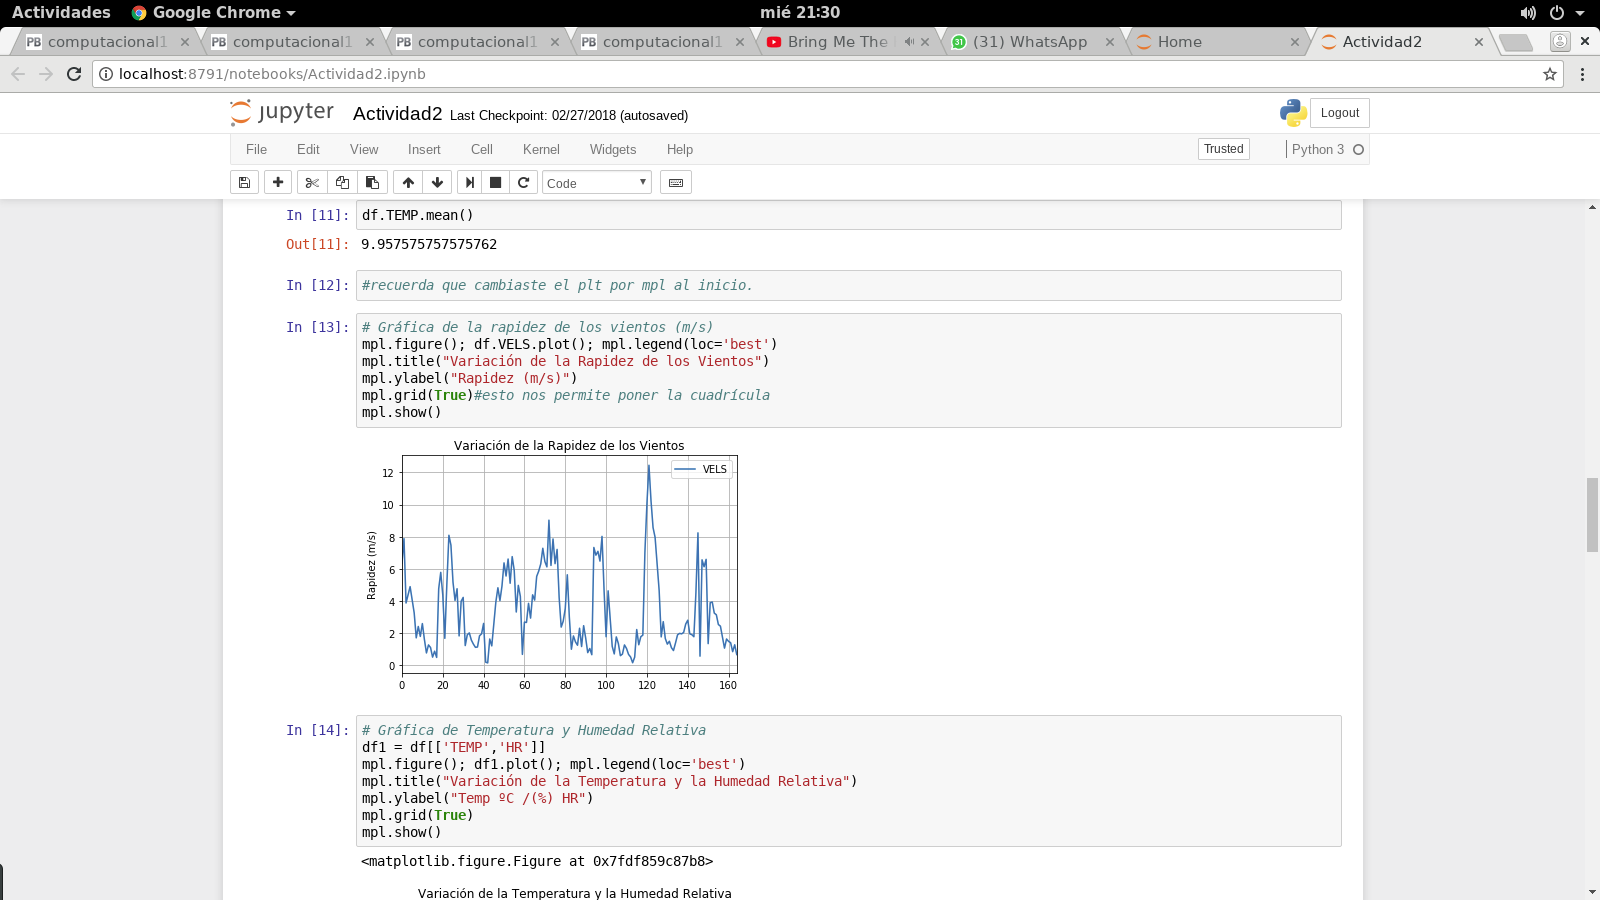 Actividades
Google Chrome
mié 21:30
PB computacional1
PB computacional1
PB computacional1
PB computacional1
Bring Me The
(31) WhatsApp
Home
Actividad2
localhost:8791/notebooks/Actividad2.ipynb
jupyter
Actividad2 Last Checkpoint: 02/27/2018 (autosaved)
Logout
File Edit View Insert Cell Kernel Widgets Help
Trusted
Python 3
Code
In [11]: df.TEMP.mean()
Out[11]: 9.957575757575762
In [12]: #recuerda que cambiaste el plt por mpl al inicio.
In [13]: # Gráfica de la rapidez de los vientos (m/s)
mpl.figure(); df.VELS.plot(); mpl.legend(loc='best')
mpl.title("Variación de la Rapidez de los Vientos")
mpl.ylabel("Rapidez (m/s)")
mpl.grid(True)#esto nos permite poner la cuadrícula
mpl.show()
Variación de la Rapidez de los Vientos
VELS
Rapidez (m/s)
12
10
8
6
4
2
0
0 20 40 60 80 100 120 140 160
In [14]: # Gráfica de Temperatura y Humedad Relativa
df1 = df[['TEMP','HR']]
mpl.figure(); df1.plot(); mpl.legend(loc='best')
mpl.title("Variación de la Temperatura y la Humedad Relativa")
mpl.ylabel("Temp ºC /(%) HR")
mpl.grid(True)
mpl.show()
<matplotlib.figure.Figure at 0x7fdf859c87b8>
Variación de la Temperatura y la Humedad Relativa